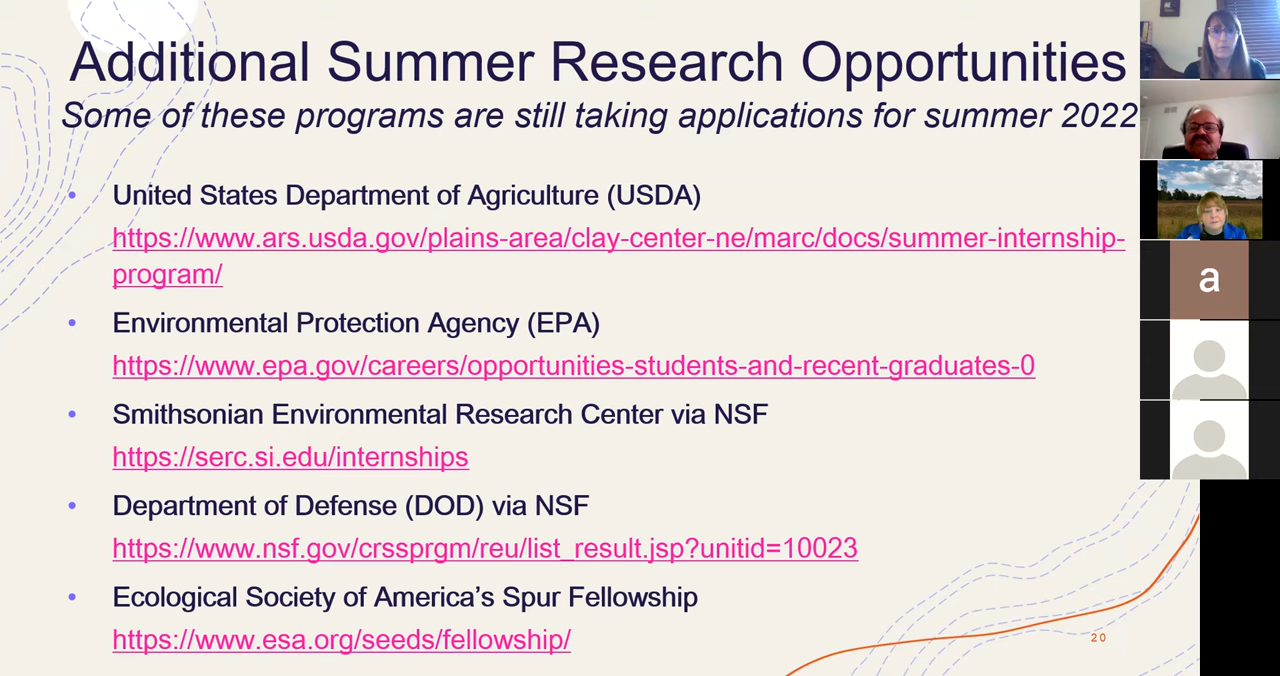 Additional Summer Research Opportunities
Some of these programs are still taking applications for summer 2022
• United States Department of Agriculture (USDA)
https://www.ars.usda.gov/plains-area/clay-center-ne/marc/docs/summer-internship-
program/
• Environmental Protection Agency (EPA)
https://www.epa.gov/careers/opportunities-students-and-recent-graduates-0
• Smithsonian Environmental Research Center via NSF
https://serc.si.edu/internships
• Department of Defense (DOD) via NSF
https://www.nsf.gov/crssprgm/reu/list_result.jsp?unitid=10023
• Ecological Society of America’s Spur Fellowship
https://www.esa.org/seeds/fellowship/
20
a